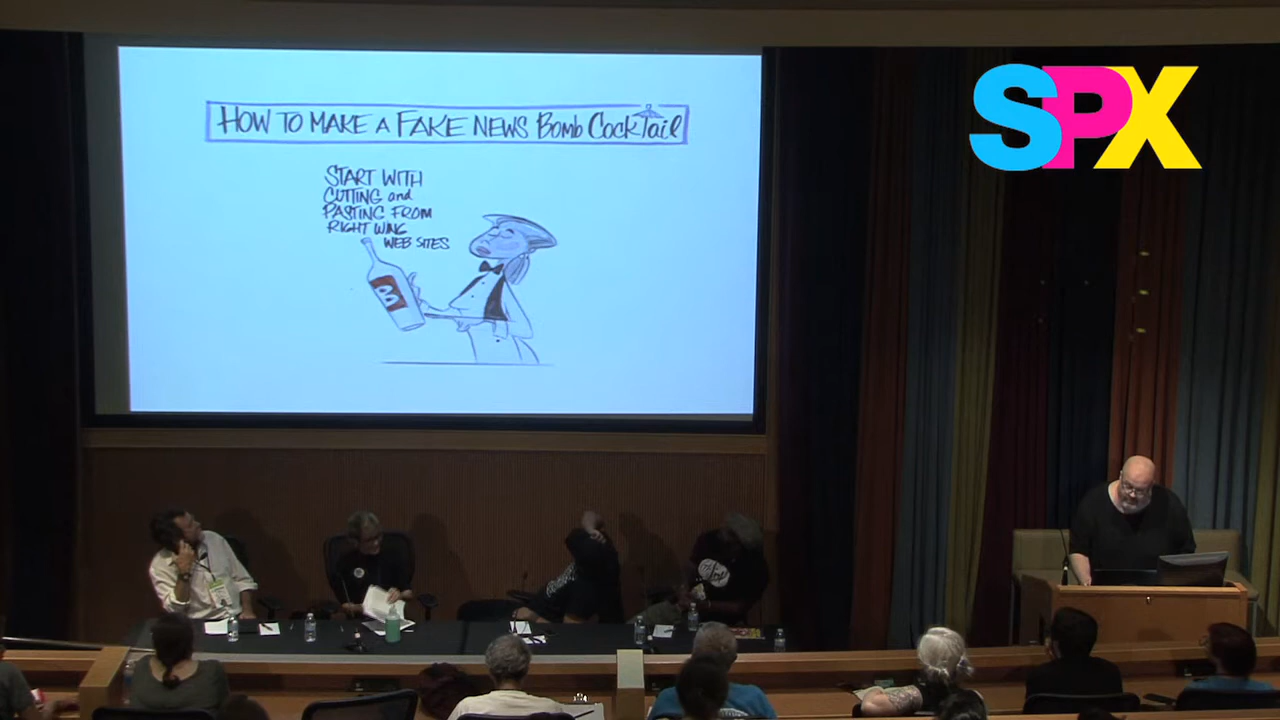 HOW TO MAKE A FAKE NEWS Bomb CockTail
START WITH
CUTTING and
PASTING FROM
RIGHT WING
WEB SITES
B
SPX